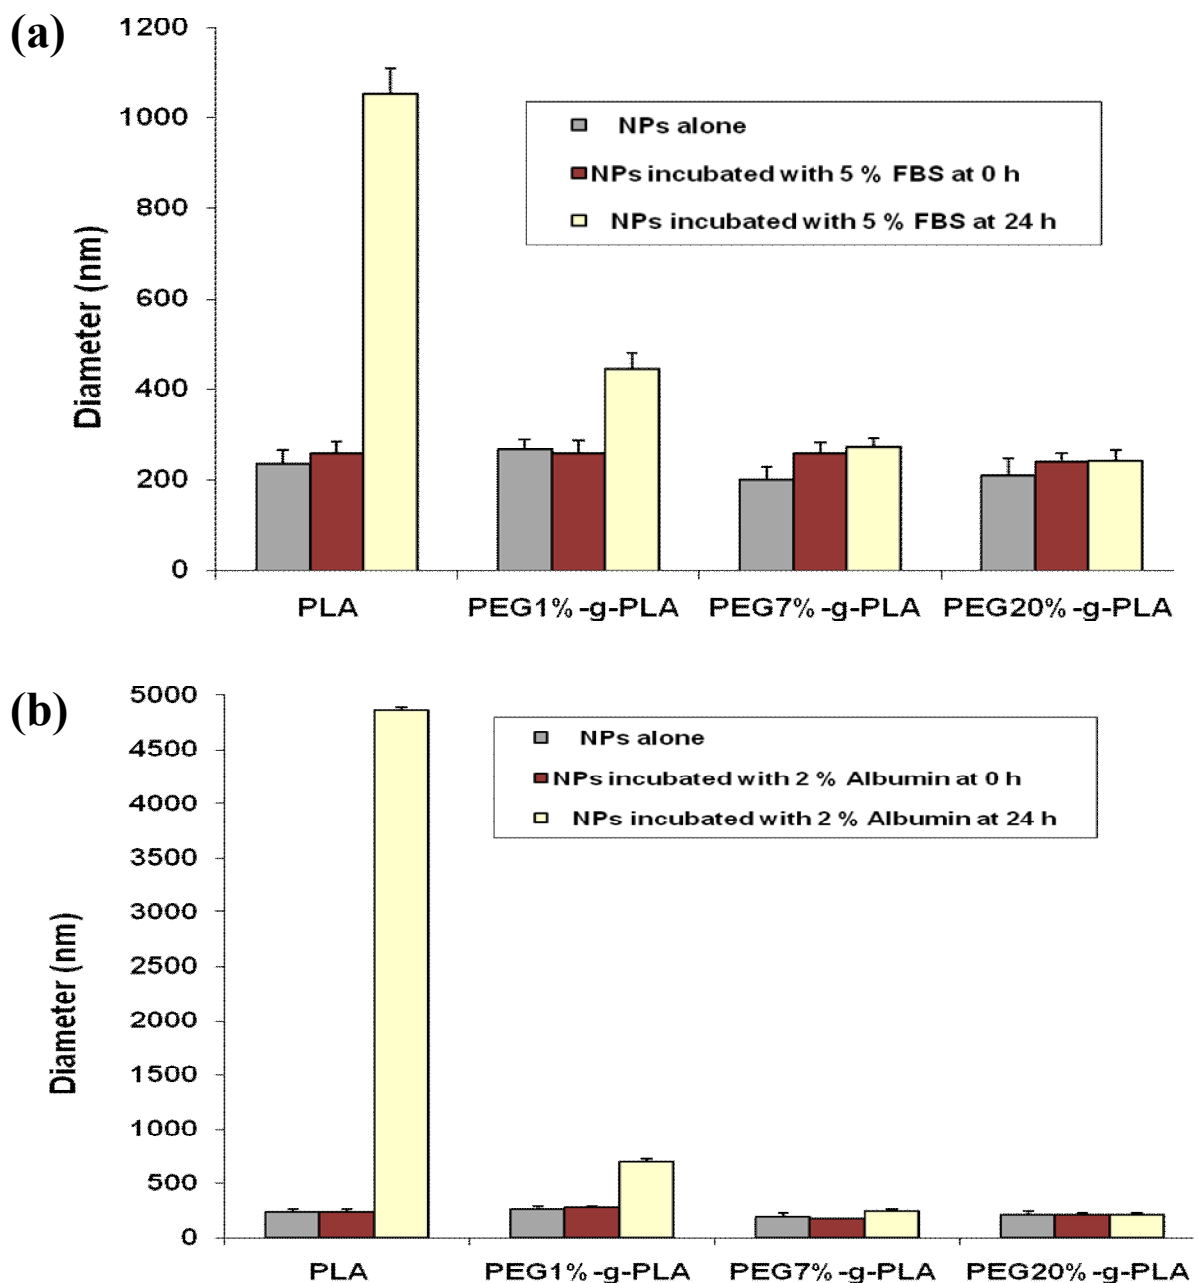 (a)
1200
1000
800
600
400
200
0
Diameter (nm)
NPs alone
NPs incubated with 5 % FBS at 0 h
NPs incubated with 5 % FBS at 24 h
PLA PEG1%-g-PLA PEG7%-g-PLA PEG20%-g-PLA
(b)
5000
4500
4000
3500
3000
2500
2000
1500
1000
500
0
Diameter (nm)
NPs alone
NPs incubated with 2 % Albumin at 0 h
NPs incubated with 2 % Albumin at 24 h
PLA PEG1%-g-PLA PEG7%-g-PLA PEG20%-g-PLA